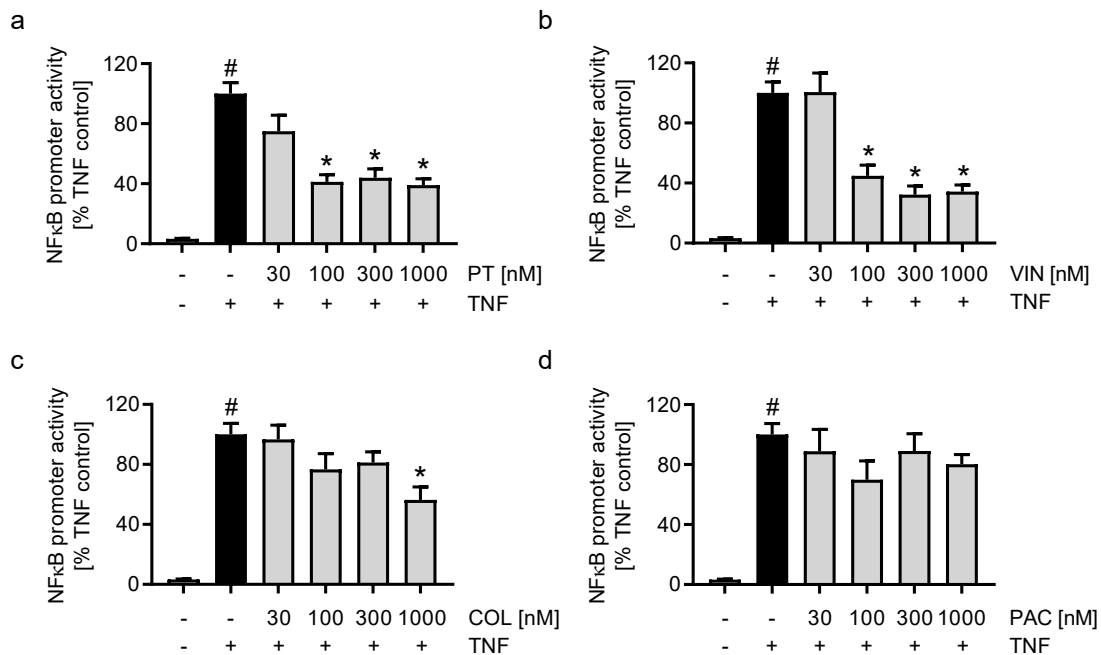 a
NFκB promoter activity
[% TNF control]
120
80
40
0
#
* * *
- - 30 100 300 1000 PT [nM]
- + + + + + TNF
b
NFκB promoter activity
[% TNF control]
120
80
40
0
#
* * *
- - 30 100 300 1000 VIN [nM]
- + + + + + TNF
c
NFκB promoter activity
[% TNF control]
120
80
40
0
#
*
- - 30 100 300 1000 COL [nM]
- + + + + + TNF
d
NFκB promoter activity
[% TNF control]
120
80
40
0
#
- - 30 100 300 1000 PAC [nM]
- + + + + + TNF